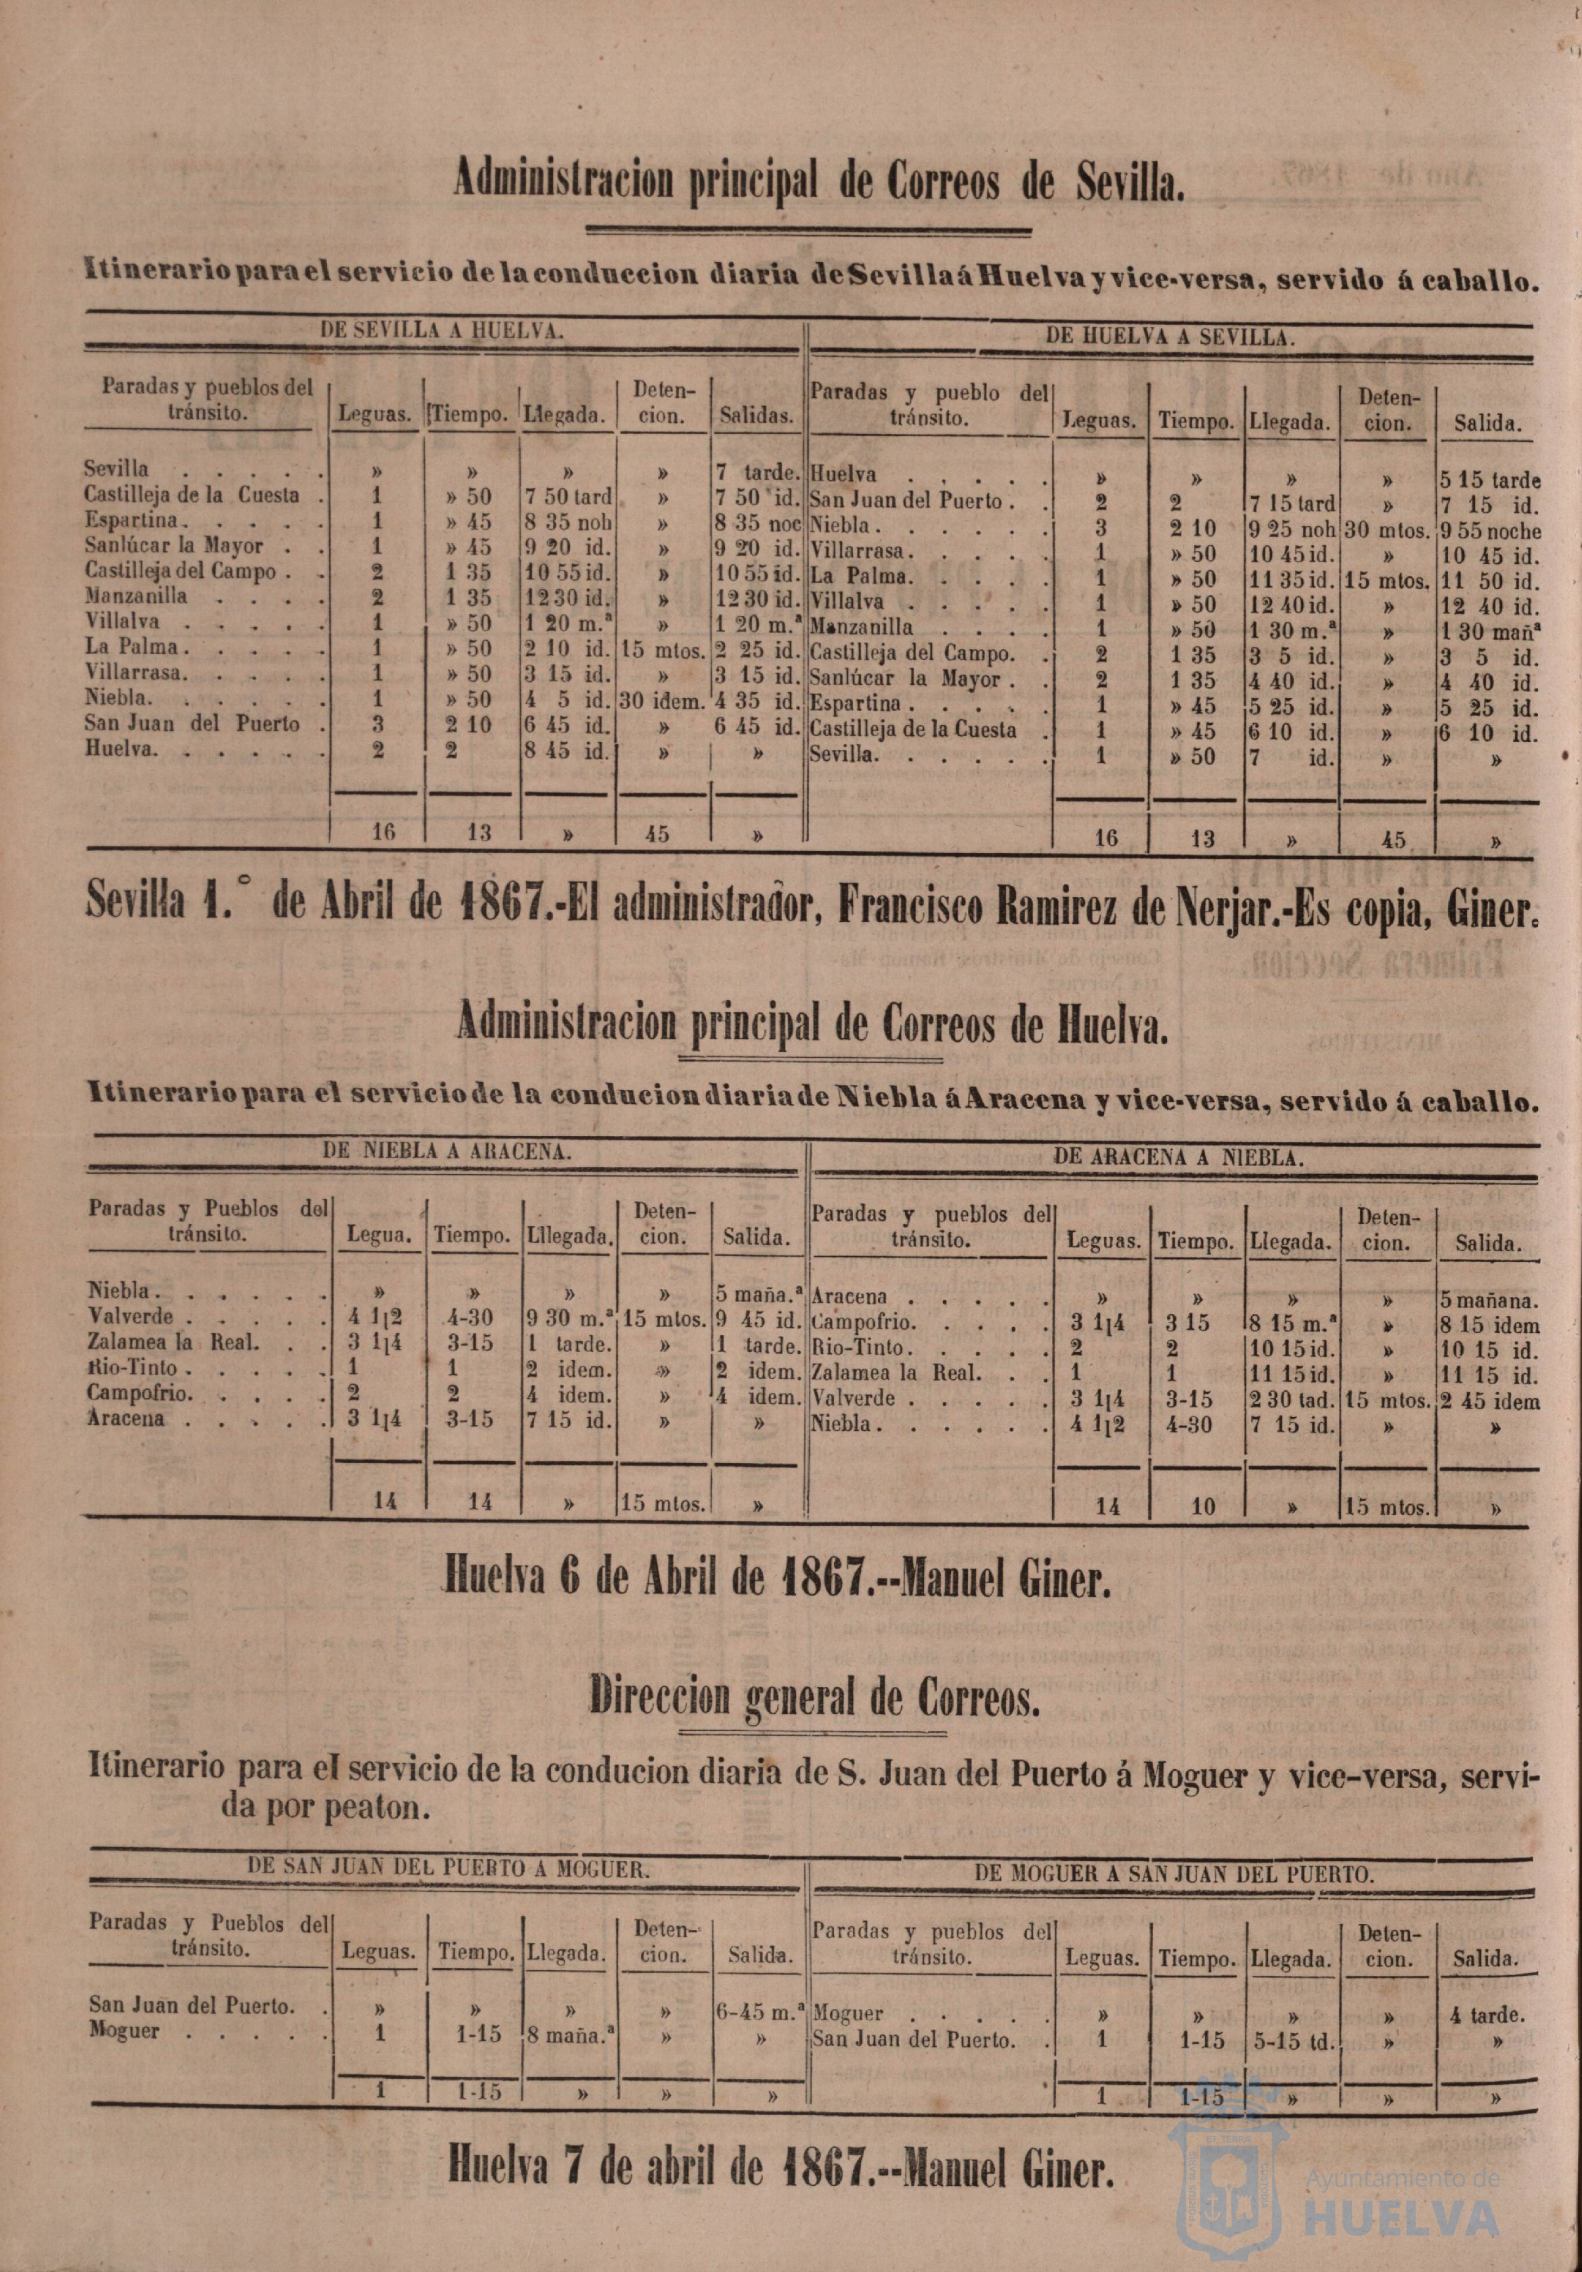 Administracion principal de Correos de Sevilla.
Itinerario para el servicio de la conduccion diaria de Sevilla á Huelva y vice-versa, servido á caballo.
DE SEVILLA A HUELVA. DE HUELVA A SEVILLA.
Paradas y pueblos del tránsito. Leguas. Tiempo. Llegada. Detencion. Salidas. Paradas y pueblo del tránsito. Leguas. Tiempo. Llegada. Detencion. Salida.
Sevilla . . . . . . » » » » 7 tarde. Huelva . . . . . » » » » 5 15 tarde
Castilleja de la Cuesta . 1 » 50 7 50 tard » 7 50 id. San Juan del Puerto . . 2 2 7 15 tard » 7 15 id.
Espartina. . . . . . 1 » 45 8 35 noh » 8 35 noc Niebla. . . . . . . 3 2 10 9 25 noh 30 mtos. 9 55 noche
Sanlúcar la Mayor . . 1 » 45 9 20 id. » 9 20 id. Villarrasa. . . . . . 1 » 50 10 45 id. » 10 45 id.
Castilleja del Campo . . 2 1 35 10 55 id. » 10 55 id. La Palma. . . . . . 1 » 50 11 35 id. 15 mtos. 11 50 id.
Manzanilla . . . . . 2 1 35 12 30 id. » 12 30 id. Villalva . . . . . . 1 » 50 12 40 id. » 12 40 id.
Villalva . . . . . . 1 » 50 1 20 m.ª » 1 20 m.ª Manzanilla . . . . . 1 » 50 1 30 m.ª » 1 30 mañª
La Palma. . . . . . 1 » 50 2 10 id. 15 mtos. 2 25 id. Castilleja del Campo. . 2 1 35 3 5 id. » 3 5 id.
Villarrasa. . . . . . 1 » 50 3 15 id. » 3 15 id. Sanlúcar la Mayor . . 2 1 35 4 40 id. » 4 40 id.
Niebla. . . . . . . 1 » 50 4 5 id. 30 idem. 4 35 id. Espartina . . . . . 1 » 45 5 25 id. » 5 25 id.
San Juan del Puerto . 3 2 10 6 45 id. » 6 45 id. Castilleja de la Cuesta . 1 » 45 6 10 id. » 6 10 id.
Huelva. . . . . . 2 2 8 45 id. » » Sevilla. . . . . . . 1 » 50 7 id. » »
16 13 » 45 » 16 13 » 45 »
Sevilla 1.° de Abril de 1867.-El administrador, Francisco Ramirez de Nerjar.-Es copia, Giner.
Administracion principal de Correos de Huelva.
Itinerario para el servicio de la conducion diaria de Niebla á Aracena y vice-versa, servido á caballo.
DE NIEBLA A ARACENA. DE ARACENA A NIEBLA.
Paradas y Pueblos del tránsito. Legua. Tiempo. Lllegada. Detencion. Salida. Paradas y pueblos del tránsito. Leguas. Tiempo. Llegada. Detencion. Salida.
Niebla. . . . . . . » » » » 5 maña.ª Aracena . . . . . » » » » 5 mañana.
Valverde . . . . . . 4 1¡2 4-30 9 30 m.ª 15 mtos. 9 45 id. Campofrio. . . . . . 3 1¡4 3 15 8 15 m.ª » 8 15 idem
Zalamea la Real. . . 3 1¡4 3-15 1 tarde. » 1 tarde. Rio-Tinto. . . . . . 2 2 10 15 id. » 10 15 id.
Rio-Tinto . . . . . . 1 1 2 idem. » 2 idem. Zalamea la Real. . . 1 1 11 15 id. » 11 15 id.
Campofrio. . . . . . 2 2 4 idem. » 4 idem. Valverde . . . . . . 3 1¡4 3-15 2 30 tad. 15 mtos. 2 45 idem
Aracena . . . . . 3 1¡4 3-15 7 15 id. » » Niebla. . . . . . . 4 1¡2 4-30 7 15 id. » »
14 14 » 15 mtos. » 14 10 » 15 mtos. »
Huelva 6 de Abril de 1867.--Manuel Giner.
Direccion general de Correos.
Itinerario para el servicio de la conducion diaria de S. Juan del Puerto á Moguer y vice-versa, servi-
da por peaton.
DE SAN JUAN DEL PUERTO A MOGUER. DE MOGUER A SAN JUAN DEL PUERTO.
Paradas y Pueblos del tránsito. Leguas. Tiempo. Llegada. Detencion. Salida. Paradas y pueblos del tránsito. Leguas. Tiempo. Llegada. Detencion. Salida.
San Juan del Puerto. . » » » » 6-45 m.ª Moguer . . . . . » » » » 4 tarde.
Moguer . . . . . . 1 1-15 8 maña.ª » » San Juan del Puerto. . 1 1-15 5-15 td. » »
1 1-15 » » » 1 1-15 » » »
Huelva 7 de abril de 1867.--Manuel Giner.
Ayuntamiento de
HUELVA